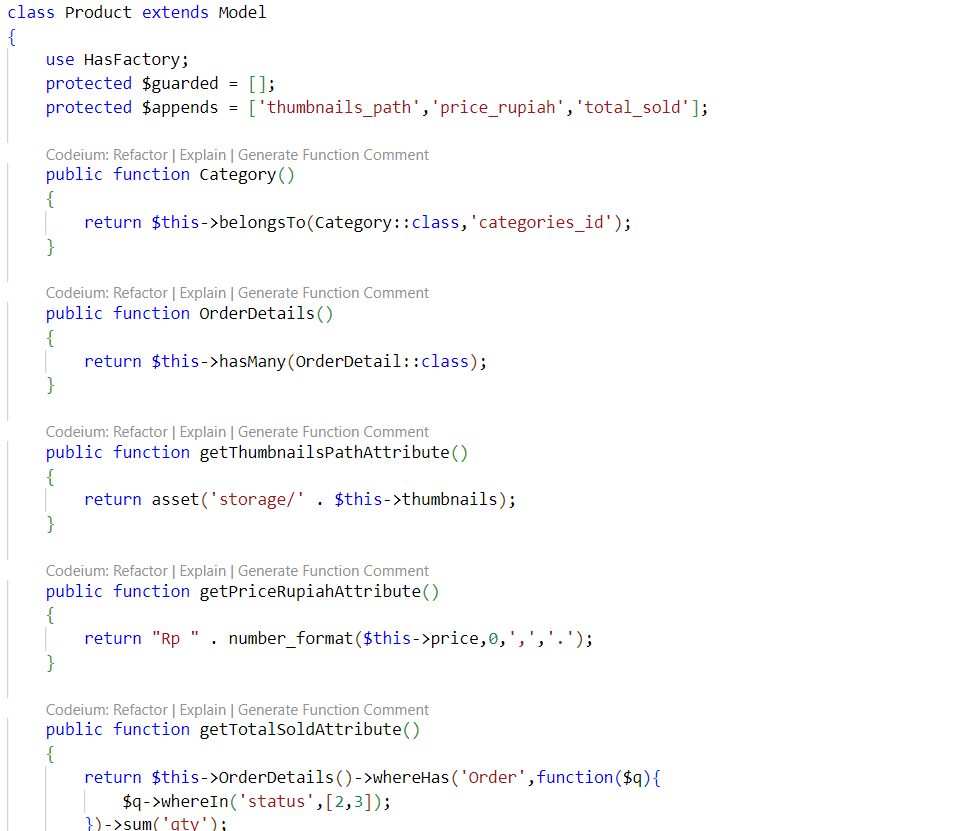 class Product extends Model
{
    use HasFactory;
    protected $guarded = [];
    protected $appends = ['thumbnails_path','price_rupiah','total_sold'];

    Codeium: Refactor | Explain | Generate Function Comment
    public function Category()
    {
        return $this->belongsTo(Category::class,'categories_id');
    }

    Codeium: Refactor | Explain | Generate Function Comment
    public function OrderDetails()
    {
        return $this->hasMany(OrderDetail::class);
    }

    Codeium: Refactor | Explain | Generate Function Comment
    public function getThumbnailsPathAttribute()
    {
        return asset('storage/' . $this->thumbnails);
    }

    Codeium: Refactor | Explain | Generate Function Comment
    public function getPriceRupiahAttribute()
    {
        return "Rp " . number_format($this->price,0,',','.');
    }

    Codeium: Refactor | Explain | Generate Function Comment
    public function getTotalSoldAttribute()
    {
        return $this->OrderDetails()->whereHas('Order',function($q){
            $q->whereIn('status',[2,3]);
        })->sum('qty');